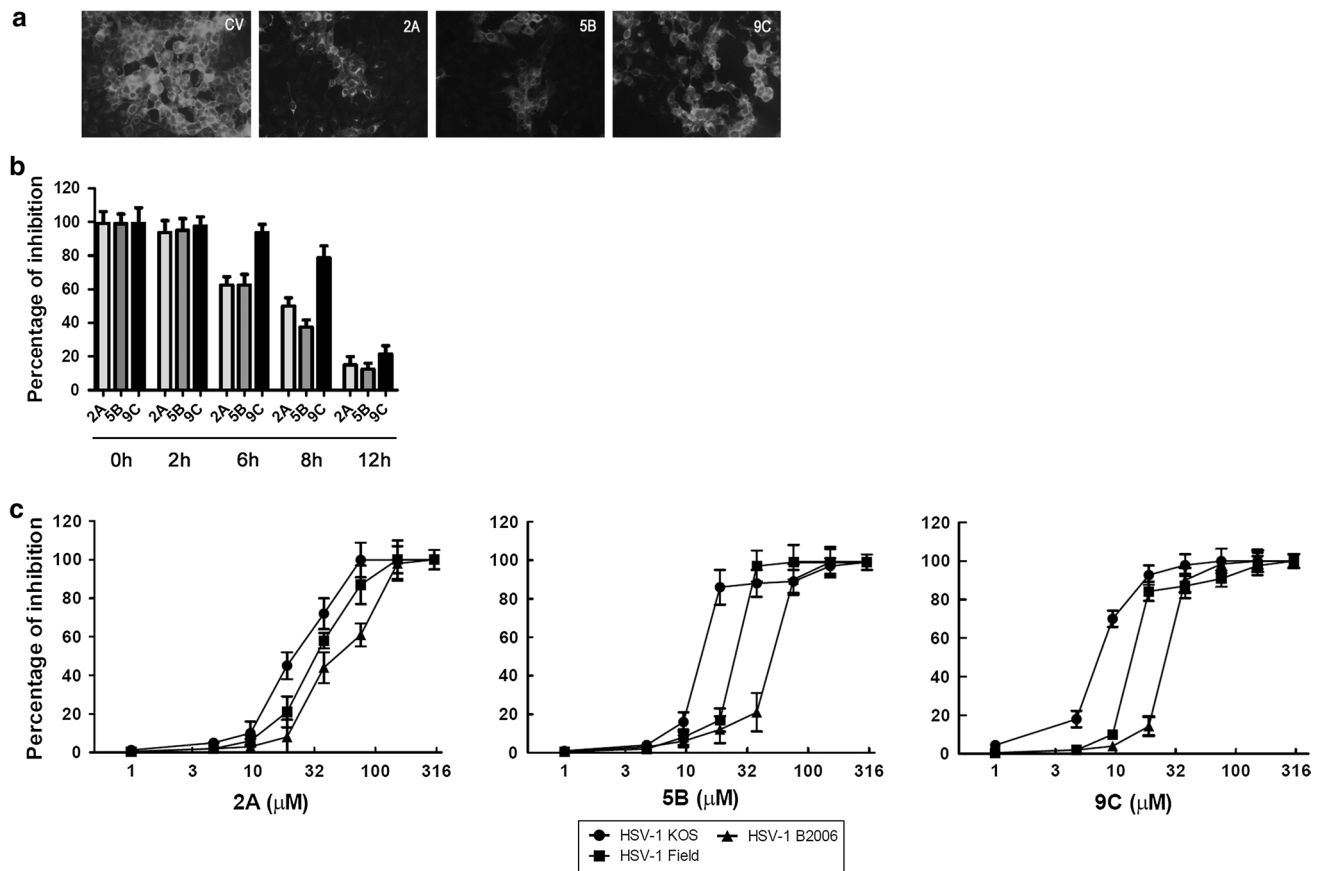 a
CV
2A
5B
9C
b
Percentage of inhibition
120
100
80
60
40
20
0
2A 5B 9C 2A 5B 9C 2A 5B 9C 2A 5B 9C 2A 5B 9C
0h 2h 6h 8h 12h
c
Percentage of inhibition
120
100
80
60
40
20
0
1 3 10 32 100 316
2A (μM)
120
100
80
60
40
20
0
1 3 10 32 100 316
5B (μM)
120
100
80
60
40
20
0
1 3 10 32 100 316
9C (μM)
HSV-1 KOS HSV-1 B2006
HSV-1 Field